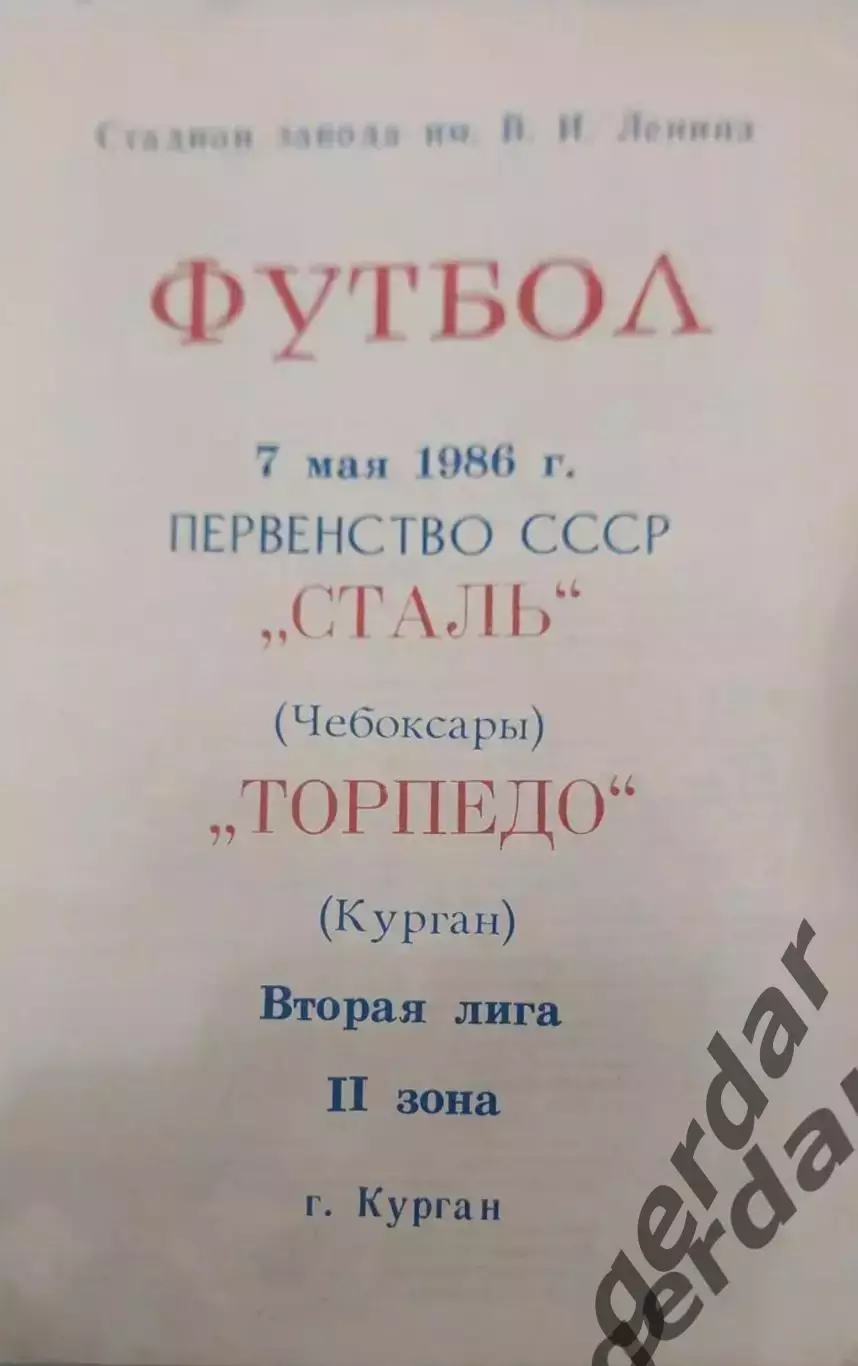 Стадион завода им. В. И. Ленина
ФУТБОЛ
7 мая 1986 г.
ПЕРВЕНСТВО СССР
„СТАЛЬ“
(Чебоксары)
„ТОРПЕДО“
(Курган)
Вторая лига
II зона
г. Курган
gerdar
gerdar